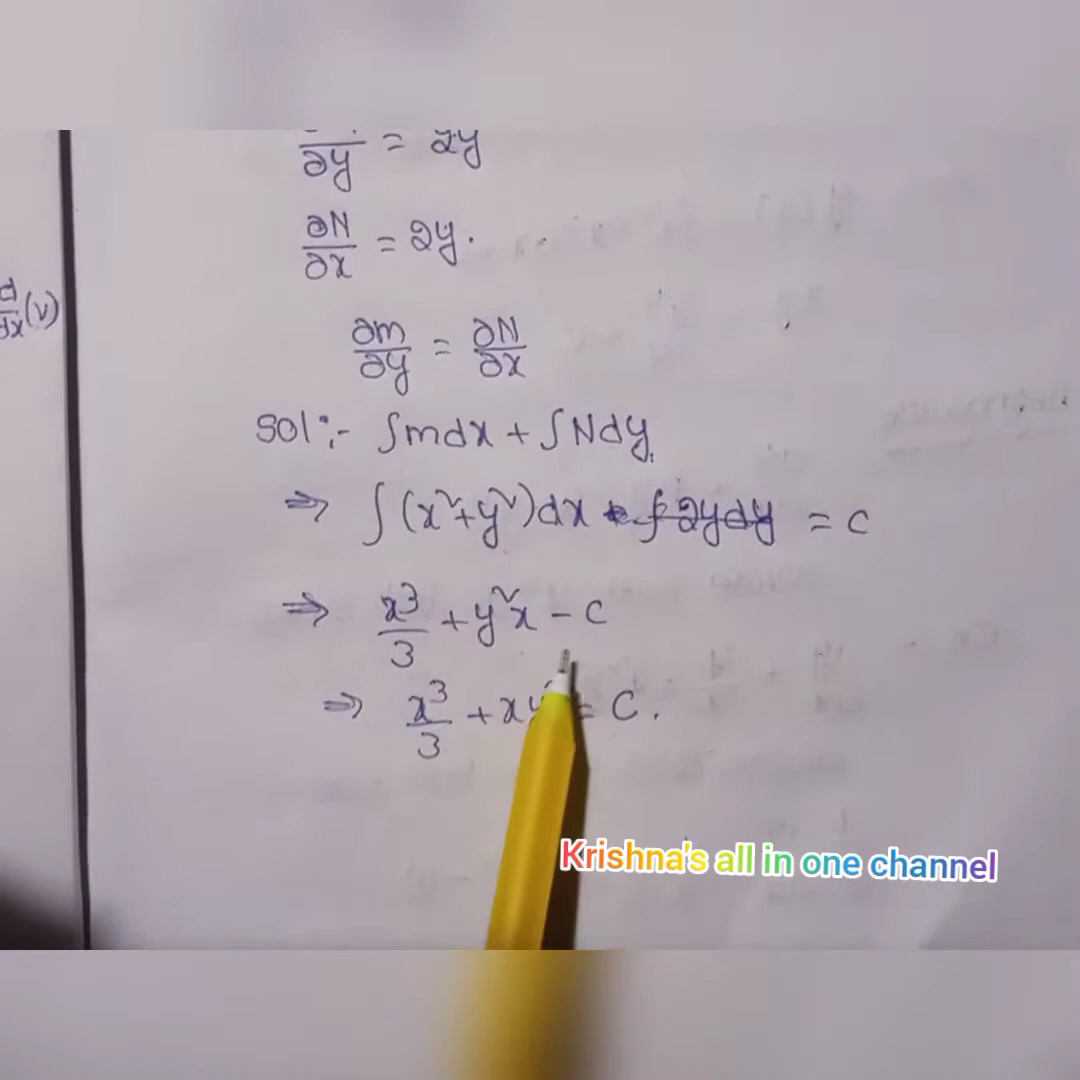 ∂y = 2y
d/dx (v)
∂N/∂x = 2y.
∂m/∂y = ∂N/∂x
Sol:- ∫mdx + ∫Ndy
⇒ ∫(x²+y²)dx + ∫2ydy = c
⇒ x³/3 + y²x - c
⇒ x³/3 + xy = c.
Krishna's all in one channel